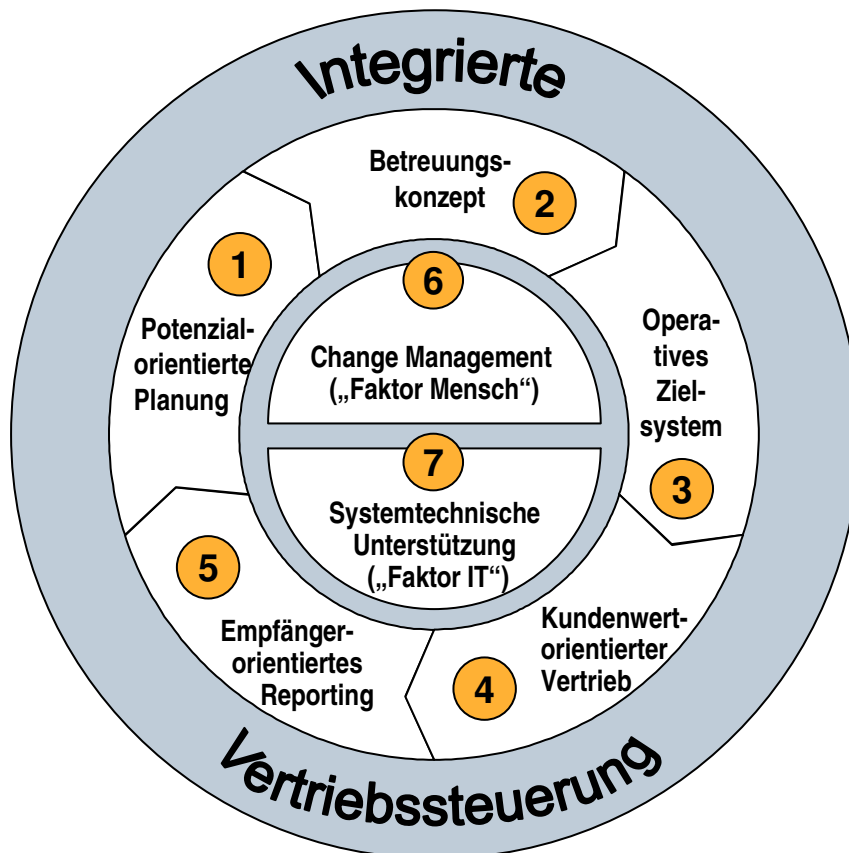 Integrierte
Betreuungs-
konzept
2
1
Potenzial-
orientierte
Planung
6
Change Management
(„Faktor Mensch“)
Opera-
tives
Ziel-
system
3
7
Systemtechnische
Unterstützung
(„Faktor IT“)
5
Empfänger-
orientiertes
Reporting
4
Kundenwert-
orientierter
Vertrieb
Vertriebssteuerung